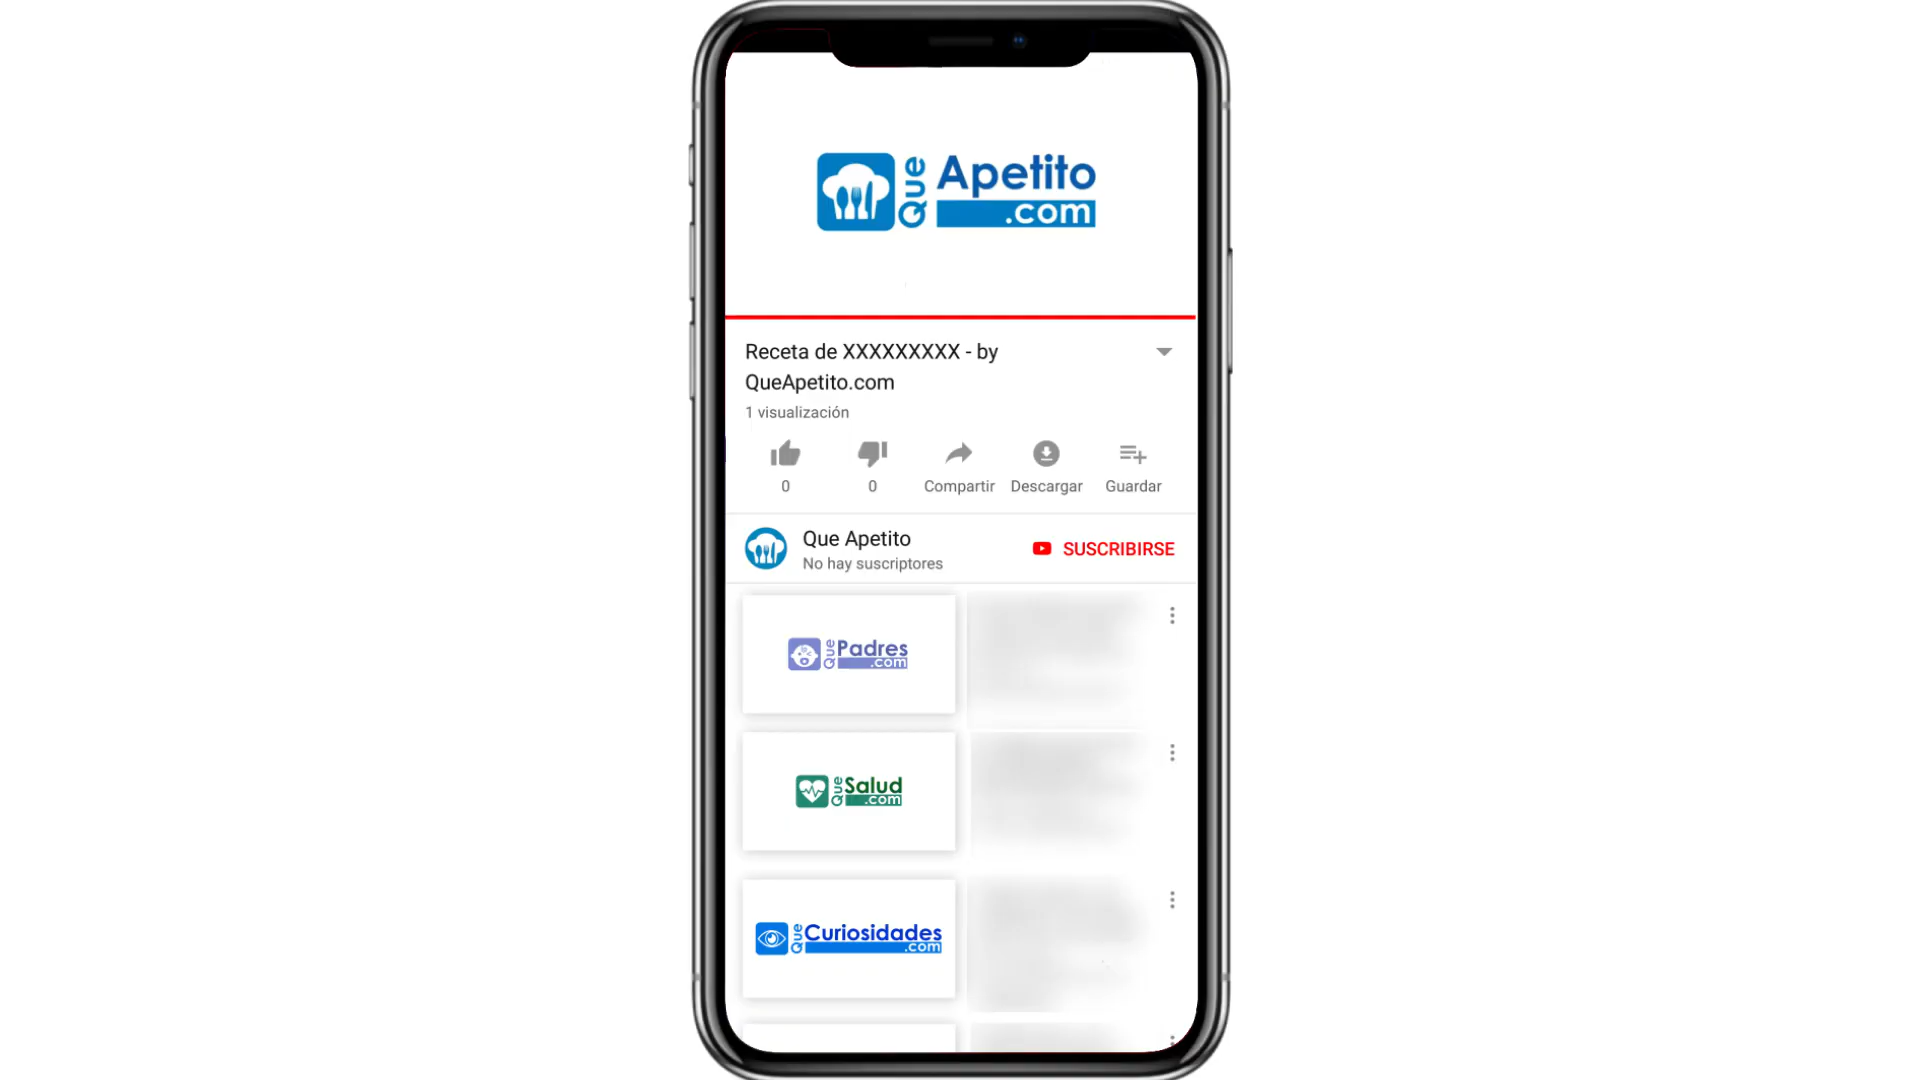 Que Apetito
.com
Receta de XXXXXXXXX - by
QueApetito.com
1 visualización
0 0 Compartir Descargar Guardar
Que Apetito
No hay suscriptores
SUSCRIBIRSE
Que Padres
.com
Que Salud
.com
Que Curiosidades
.com